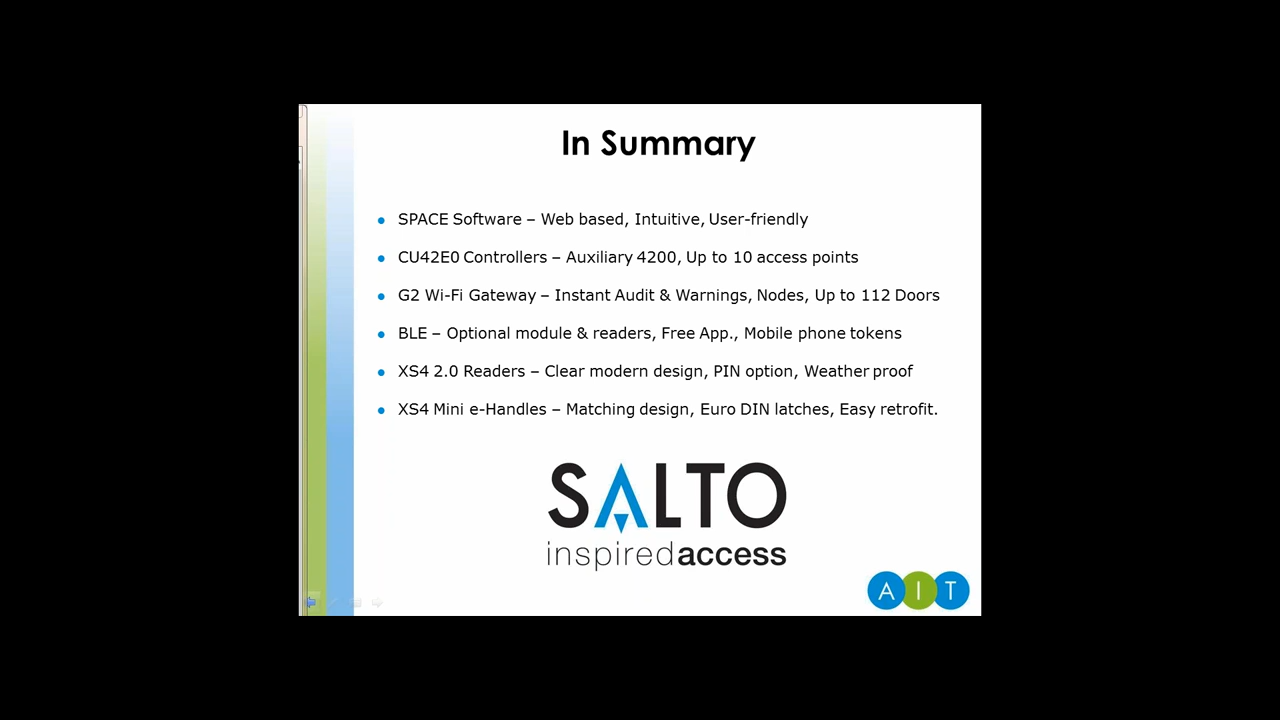 In Summary
SPACE Software – Web based, Intuitive, User-friendly
CU42E0 Controllers – Auxiliary 4200, Up to 10 access points
G2 Wi-Fi Gateway – Instant Audit & Warnings, Nodes, Up to 112 Doors
BLE – Optional module & readers, Free App., Mobile phone tokens
XS4 2.0 Readers – Clear modern design, PIN option, Weather proof
XS4 Mini e-Handles – Matching design, Euro DIN latches, Easy retrofit.
SALTO
inspiredaccess
AIT